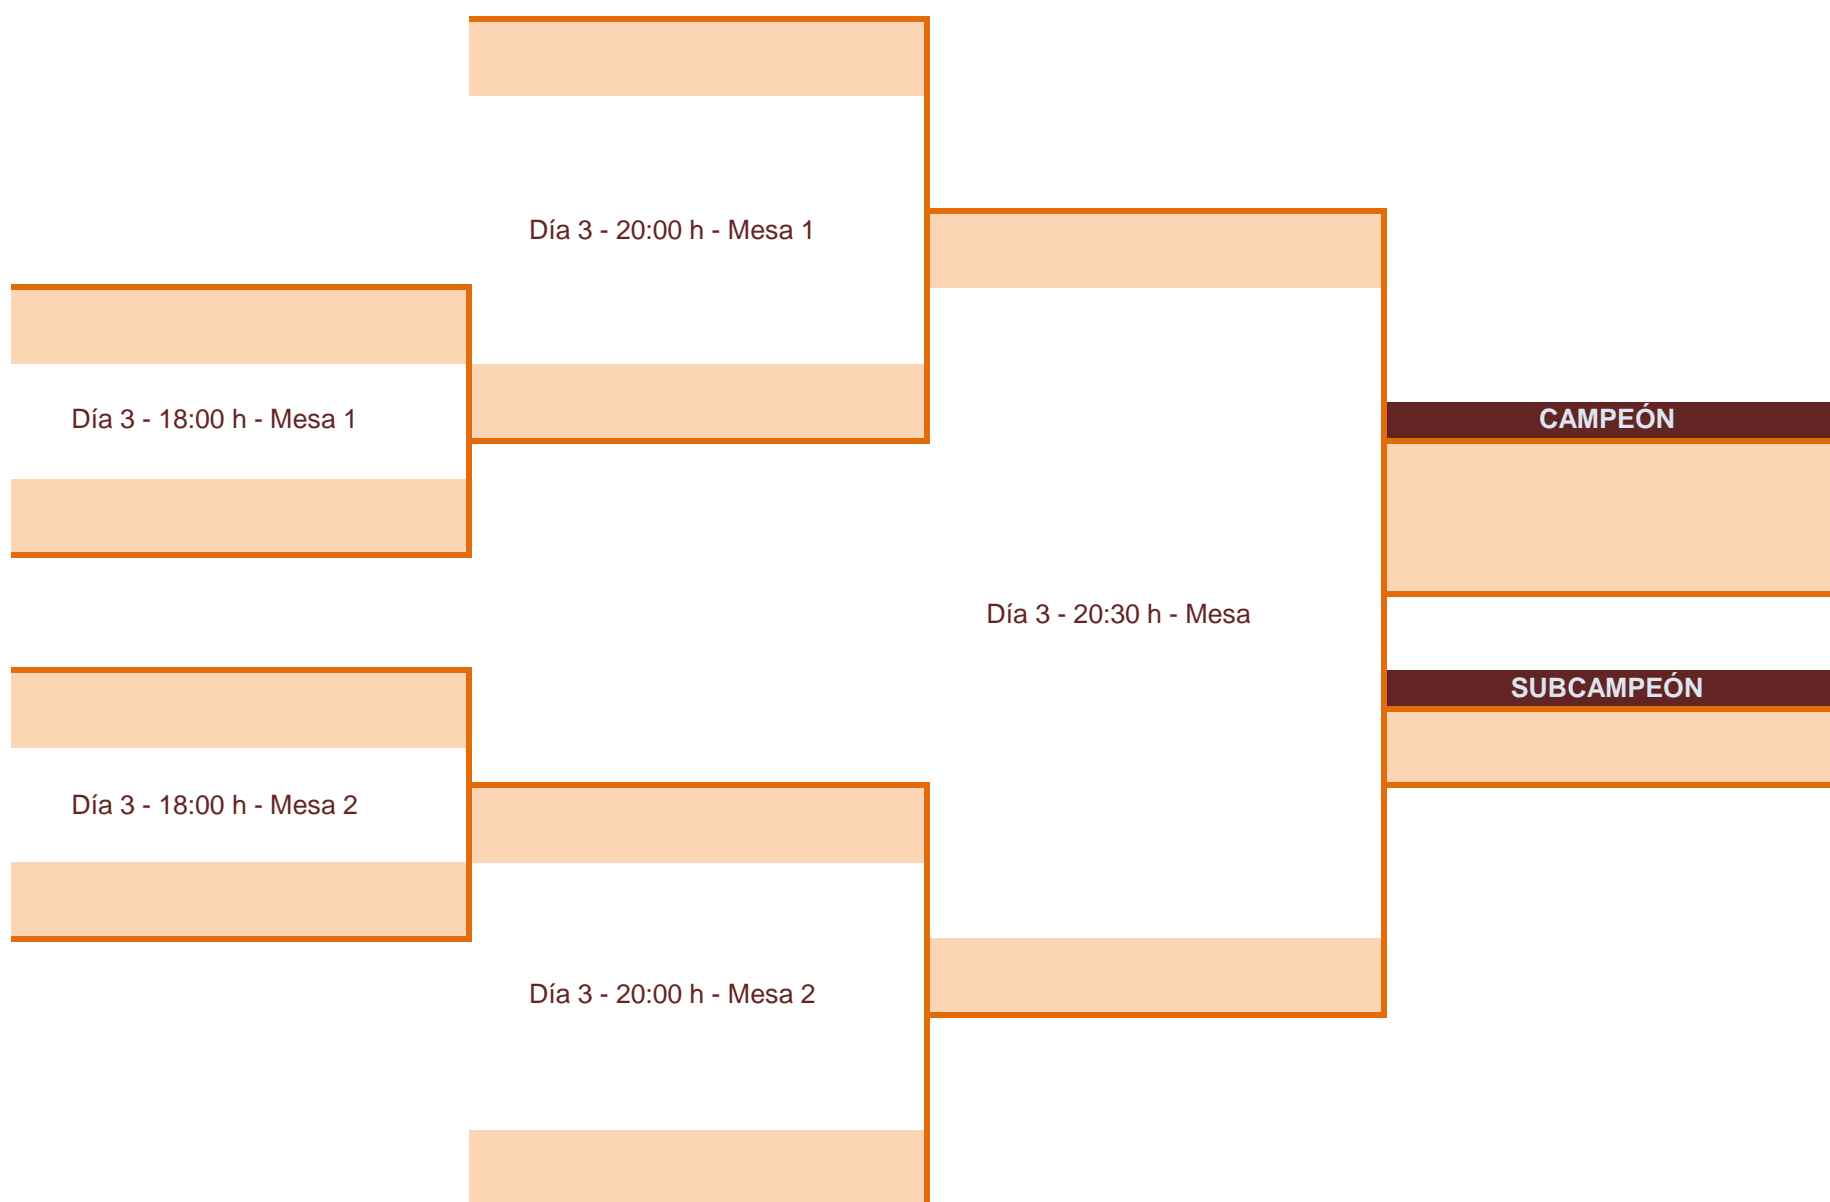 Día 3 - 20:00 h - Mesa 1
Día 3 - 18:00 h - Mesa 1
CAMPEÓN
Día 3 - 20:30 h - Mesa
SUBCAMPEÓN
Día 3 - 18:00 h - Mesa 2
Día 3 - 20:00 h - Mesa 2